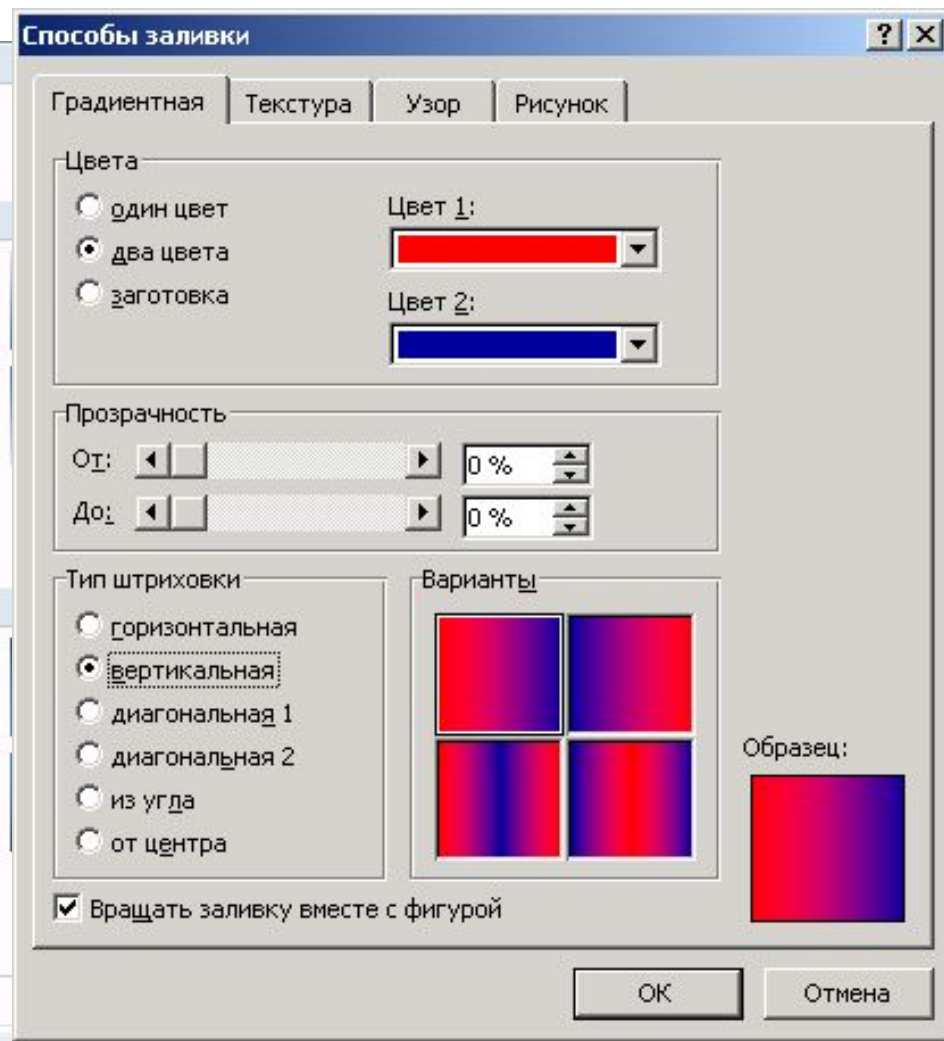 Способы заливки
Градиентная Текстура Узор Рисунок
Цвета
один цвет
два цвета
заготовка
Цвет 1:
Цвет 2:
Прозрачность
От: 0 %
До: 0 %
Тип штриховки
горизонтальная
вертикальная
диагональная 1
диагональная 2
из угла
от центра
Варианты
Образец:
Вращать заливку вместе с фигурой
ОК Отмена